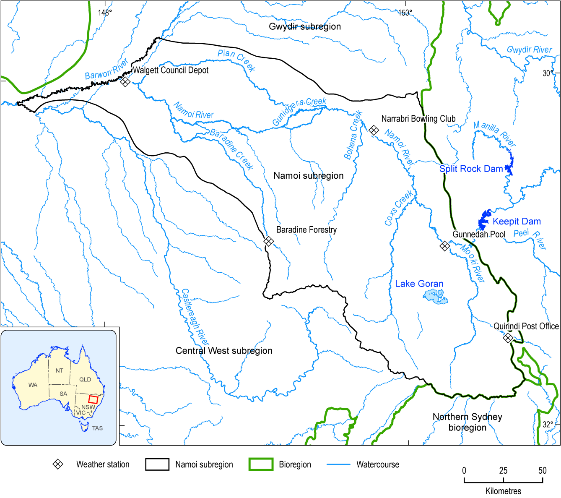 148°
150°
Gwydir subregion
Gwydir River
Barwon River
Walgett Council Depot
Pian Creek
30°
Namoi River
Gunidgera Creek
Baradine Creek
Bohena Creek
Narrabri Bowling Club
Namoi River
Manilla River
Split Rock Dam
Namoi subregion
Coxs Creek
Keepit Dam
Baradine Forestry
Gunnedah Pool
Peel River
Mooki River
Lake Goran
Castlereagh River
Quirindi Post Office
Central West subregion
Northern Sydney
bioregion
32°
WA
NT
QLD
SA
NSW
VIC
TAS
Weather station
Namoi subregion
Bioregion
Watercourse
0 25 50
Kilometres